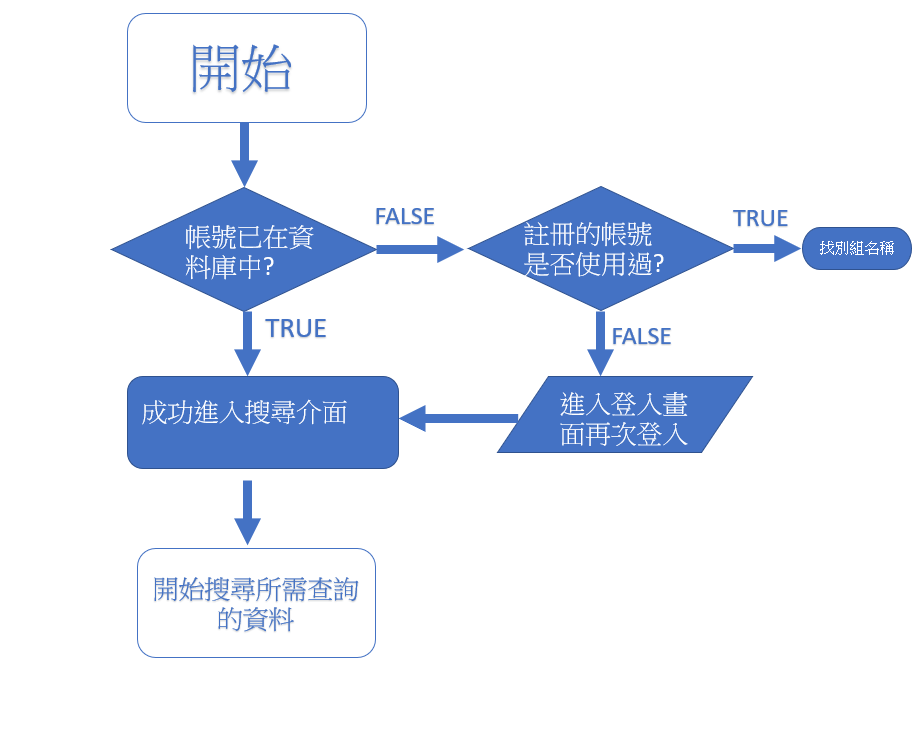 開始
帳號已在資
料庫中?
FALSE
註冊的帳號
是否使用過?
TRUE
找別組名稱
TRUE
FALSE
成功進入搜尋介面
進入登入畫
面再次登入
開始搜尋所需查詢
的資料